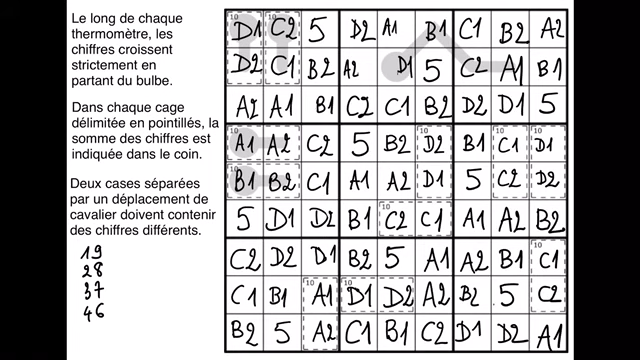 Le long de chaque
thermomètre, les
chiffres croissent
strictement en
partant du bulbe.
Dans chaque cage
délimitée en pointillés, la
somme des chiffres est
indiquée dans le coin.
Deux cases séparées
par un déplacement de
cavalier doivent contenir
des chiffres différents.
19
28
37
46
10 10
D1 C2 5 D2 A1 B1 C1 B2 A2
D2 C1 B2 A2 D1 5 C2 A1 B1
A2 A1 B1 C2 C1 B2 D2 D1 5
10 10 10 10
A1 A2 C2 5 B2 D2 B1 C1 D1
10
B1 B2 C1 A1 A2 D1 5 C2 D2
10
5 D1 D2 B1 C2 C1 A1 A2 B2
10
C2 D2 D1 B2 5 A1 A2 B1 C1
10 10
C1 B1 A1 D1 D2 A2 B2 5 C2
B2 5 A2 C1 B1 C2 D1 D2 A1